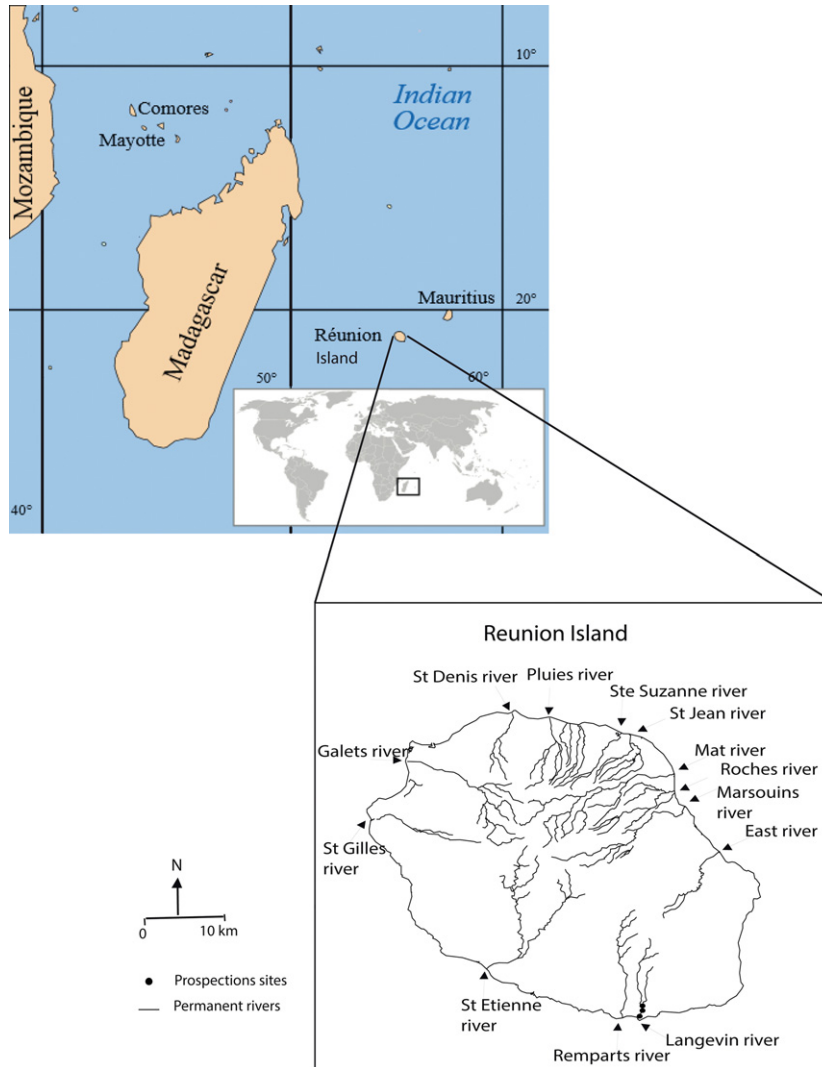 10°
Indian
Ocean
Mozambique
Comores
Mayotte
Madagascar
Mauritius
20°
Réunion
Island
50°
60°
40°
Reunion Island
St Denis river
Pluies river
Ste Suzanne river
St Jean river
Galets river
Mat river
Roches river
Marsouins
river
East river
St Gilles
river
N
0
10 km
Prospections sites
Permanent rivers
St Etienne
river
Langevin river
Remparts river